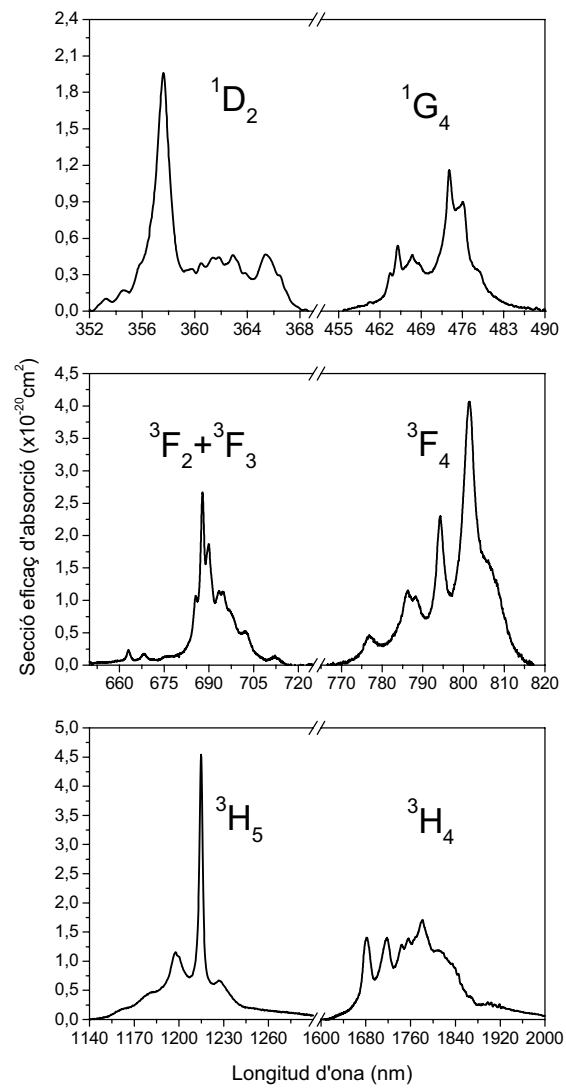 2,4
2,1
1,8
1,5
1,2
0,9
0,6
0,3
0,0
¹D₂
¹G₄
352 356 360 364 368 455 462 469 476 483 490
Secció eficaç d'absorció (x10⁻²⁰cm²)
4,5
4,0
3,5
3,0
2,5
2,0
1,5
1,0
0,5
0,0
³F₂+³F₃
³F₄
660 675 690 705 720 770 780 790 800 810 820
5,0
4,5
4,0
3,5
3,0
2,5
2,0
1,5
1,0
0,5
0,0
³H₅
³H₄
1140 1170 1200 1230 1260 1600 1680 1760 1840 1920 2000
Longitud d'ona (nm)